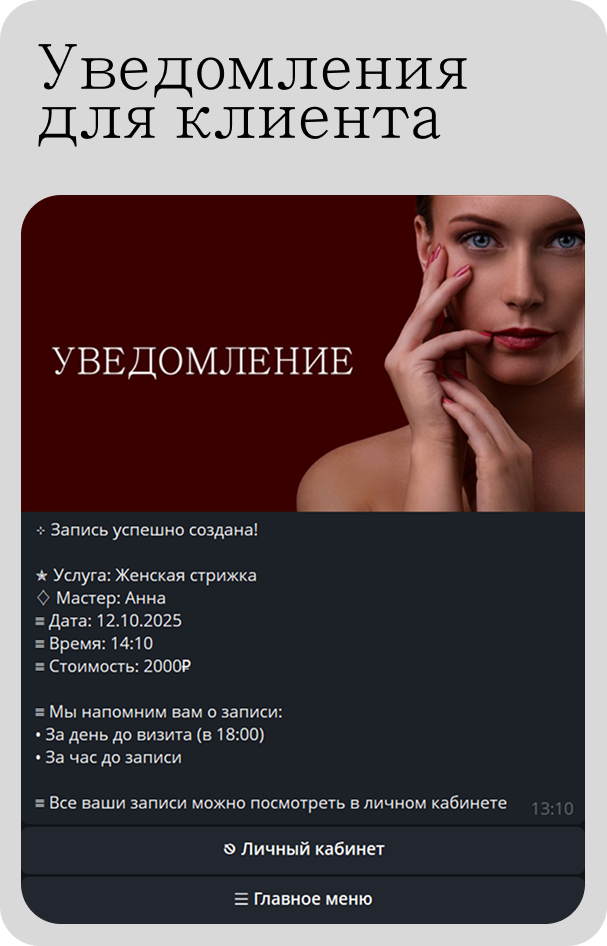 Уведомления
для клиента
УВЕДОМЛЕНИЕ
⊹ Запись успешно создана!
★ Услуга: Женская стрижка
♢ Мастер: Анна
≡ Дата: 12.10.2025
≡ Время: 14:10
≡ Стоимость: 2000₽
≡ Мы напомним вам о записи:
• За день до визита (в 18:00)
• За час до записи
≡ Все ваши записи можно посмотреть в личном кабинете
13:10
⦰ Личный кабинет
☰ Главное меню